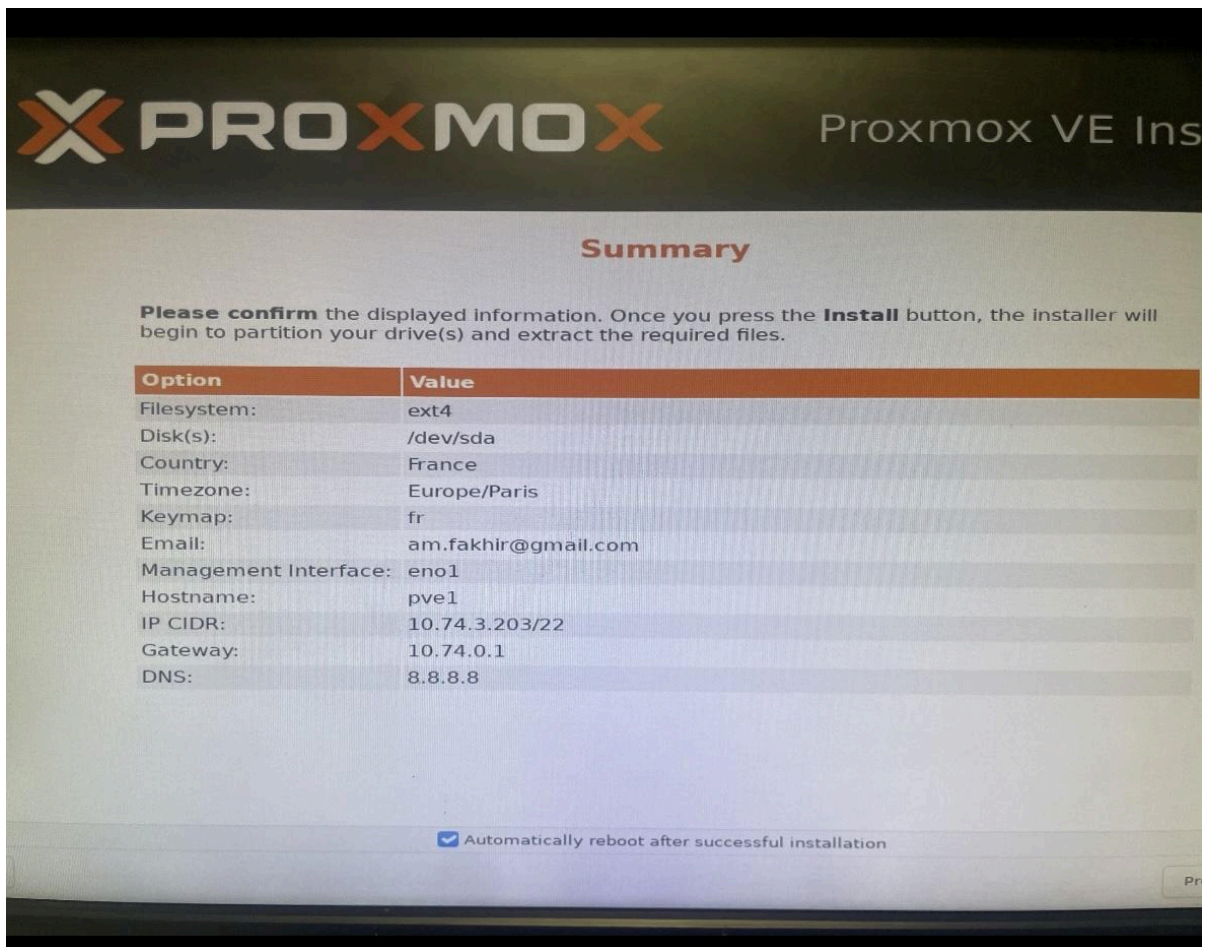 PROXMOX
Proxmox VE Ins
Summary
Please confirm the displayed information. Once you press the Install button, the installer will
begin to partition your drive(s) and extract the required files.
Option Value
Filesystem: ext4
Disk(s): /dev/sda
Country: France
Timezone: Europe/Paris
Keymap: fr
Email: am.fakhir@gmail.com
Management Interface: eno1
Hostname: pve1
IP CIDR: 10.74.3.203/22
Gateway: 10.74.0.1
DNS: 8.8.8.8
Automatically reboot after successful installation
Pr